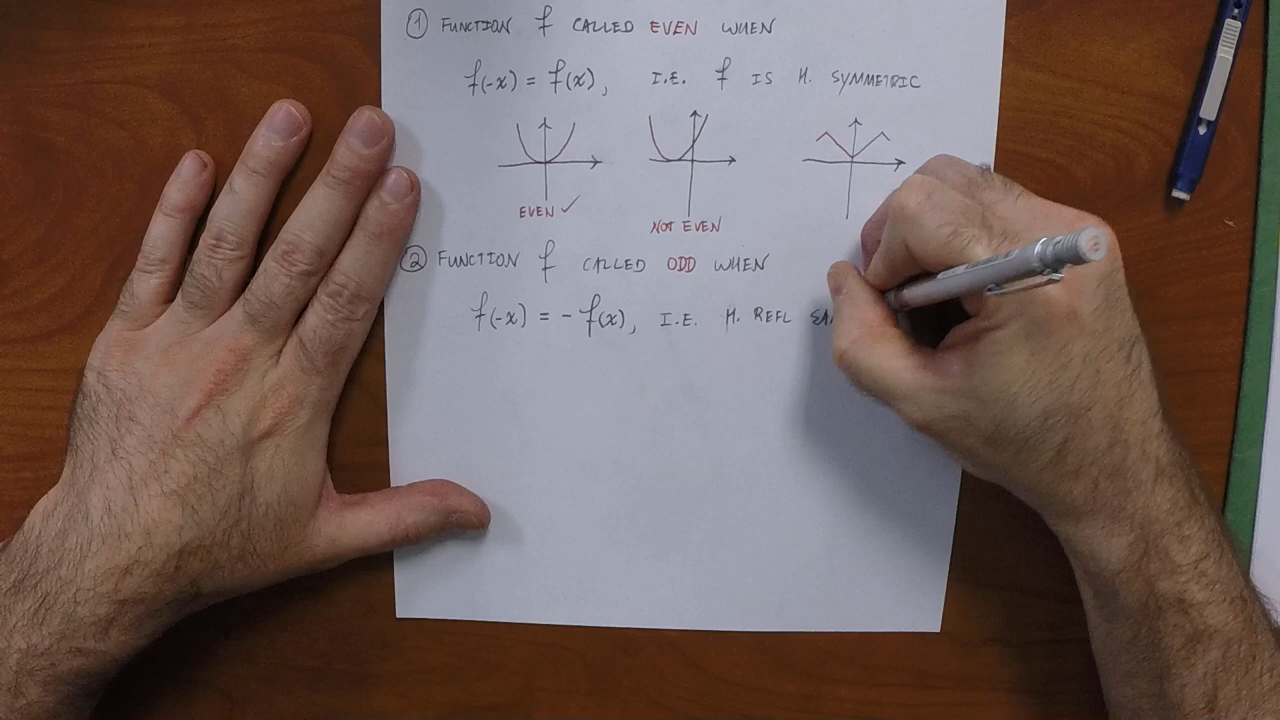 ① FUNCTION f CALLED EVEN WHEN
f(-x) = f(x), I.E. f IS H. SYMMETRIC
EVEN ✓
NOT EVEN
② FUNCTION f CALLED ODD WHEN
f(-x) = - f(x), I.E. H. REFL